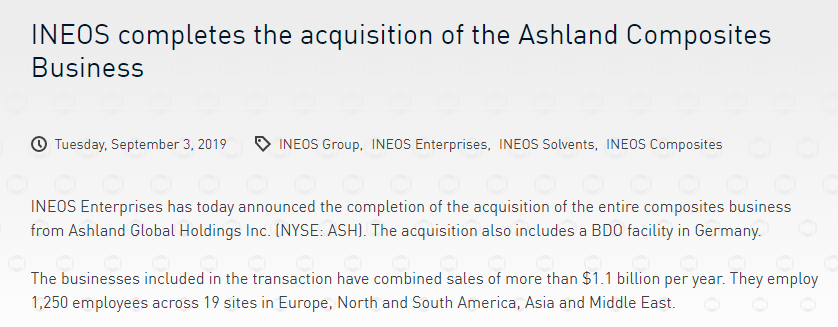 INEOS completes the acquisition of the Ashland Composites
Business
Tuesday, September 3, 2019 INEOS Group, INEOS Enterprises, INEOS Solvents, INEOS Composites
INEOS Enterprises has today announced the completion of the acquisition of the entire composites business
from Ashland Global Holdings Inc. (NYSE: ASH). The acquisition also includes a BDO facility in Germany.
The businesses included in the transaction have combined sales of more than $1.1 billion per year. They employ
1,250 employees across 19 sites in Europe, North and South America, Asia and Middle East.